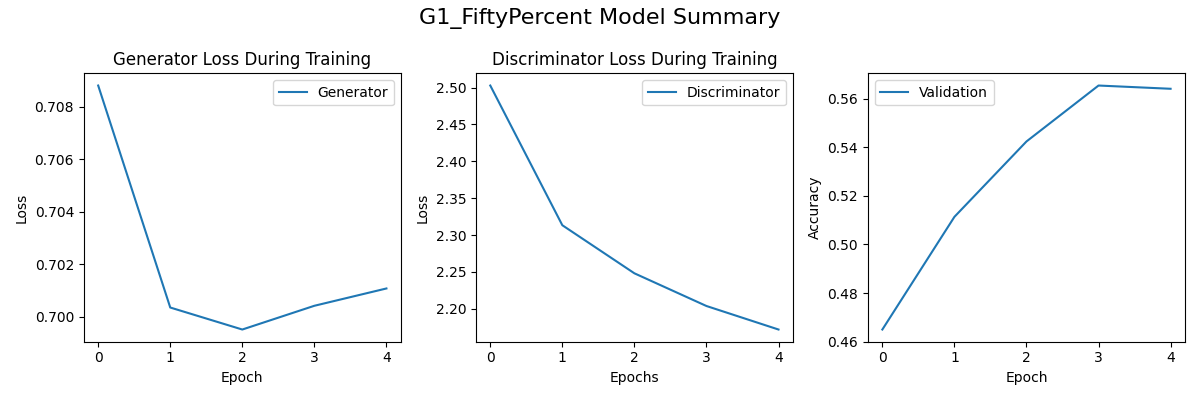 G1_FiftyPercent Model Summary
Generator Loss During Training
Generator
0.708
0.706
0.704
0.702
0.700
Loss
0 1 2 3 4
Epoch
Discriminator Loss During Training
Discriminator
2.50
2.45
2.40
2.35
2.30
2.25
2.20
Loss
0 1 2 3 4
Epochs
Validation
0.56
0.54
0.52
0.50
0.48
0.46
Accuracy
0 1 2 3 4
Epoch